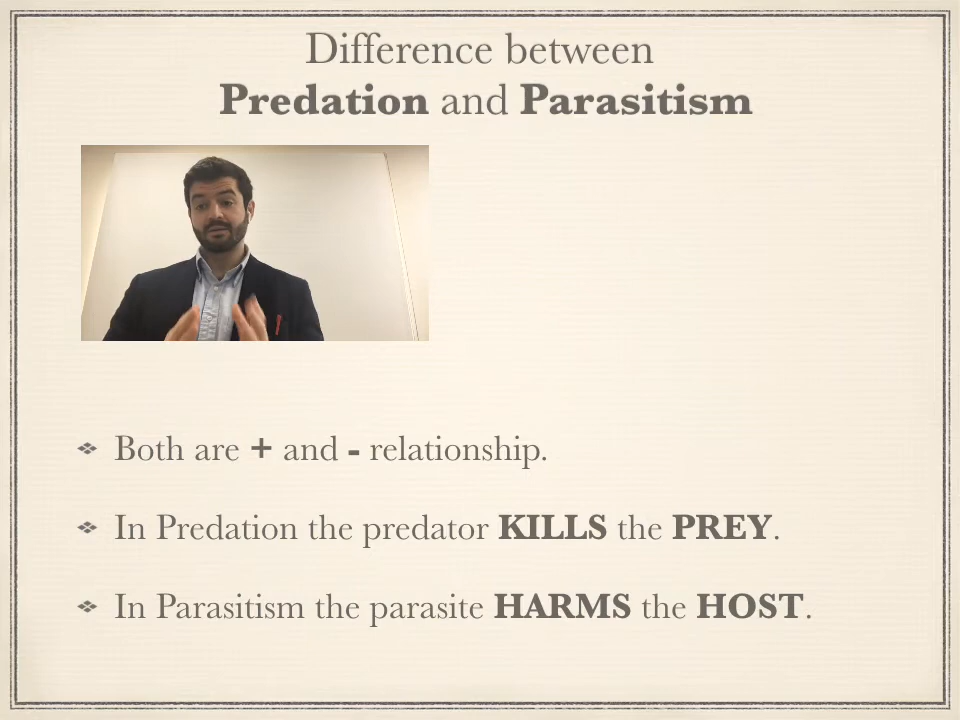 Difference between
Predation and Parasitism
Both are + and - relationship.
In Predation the predator KILLS the PREY.
In Parasitism the parasite HARMS the HOST.